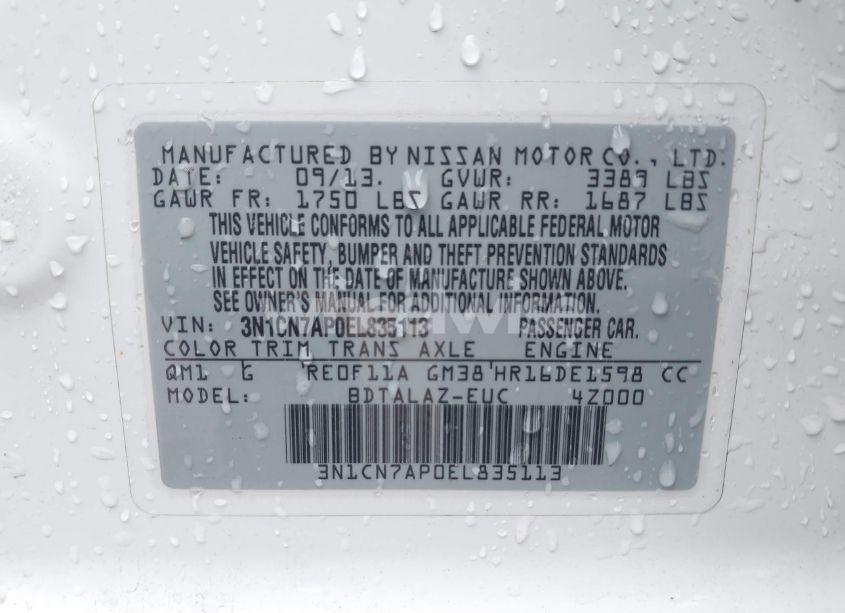 MANUFACTURED BY NISSAN MOTOR CO., LTD.
DATE: 09/13. GVWR: 3389 LBS
GAWR FR: 1750 LBS GAWR RR: 1687 LBS
THIS VEHICLE CONFORMS TO ALL APPLICABLE FEDERAL MOTOR
VEHICLE SAFETY, BUMPER AND THEFT PREVENTION STANDARDS
IN EFFECT ON THE DATE OF MANUFACTURE SHOWN ABOVE.
SEE OWNER'S MANUAL FOR ADDITIONAL INFORMATION.
VIN: 3N1CN7AP0EL835113 PASSENGER CAR.
COLOR TRIM TRANS AXLE ENGINE
QM1 G RE0F11A GM38 HR16DE1598 CC
MODEL: BDTALAZ-EUC 4Z000
3N1CN7AP0EL835113